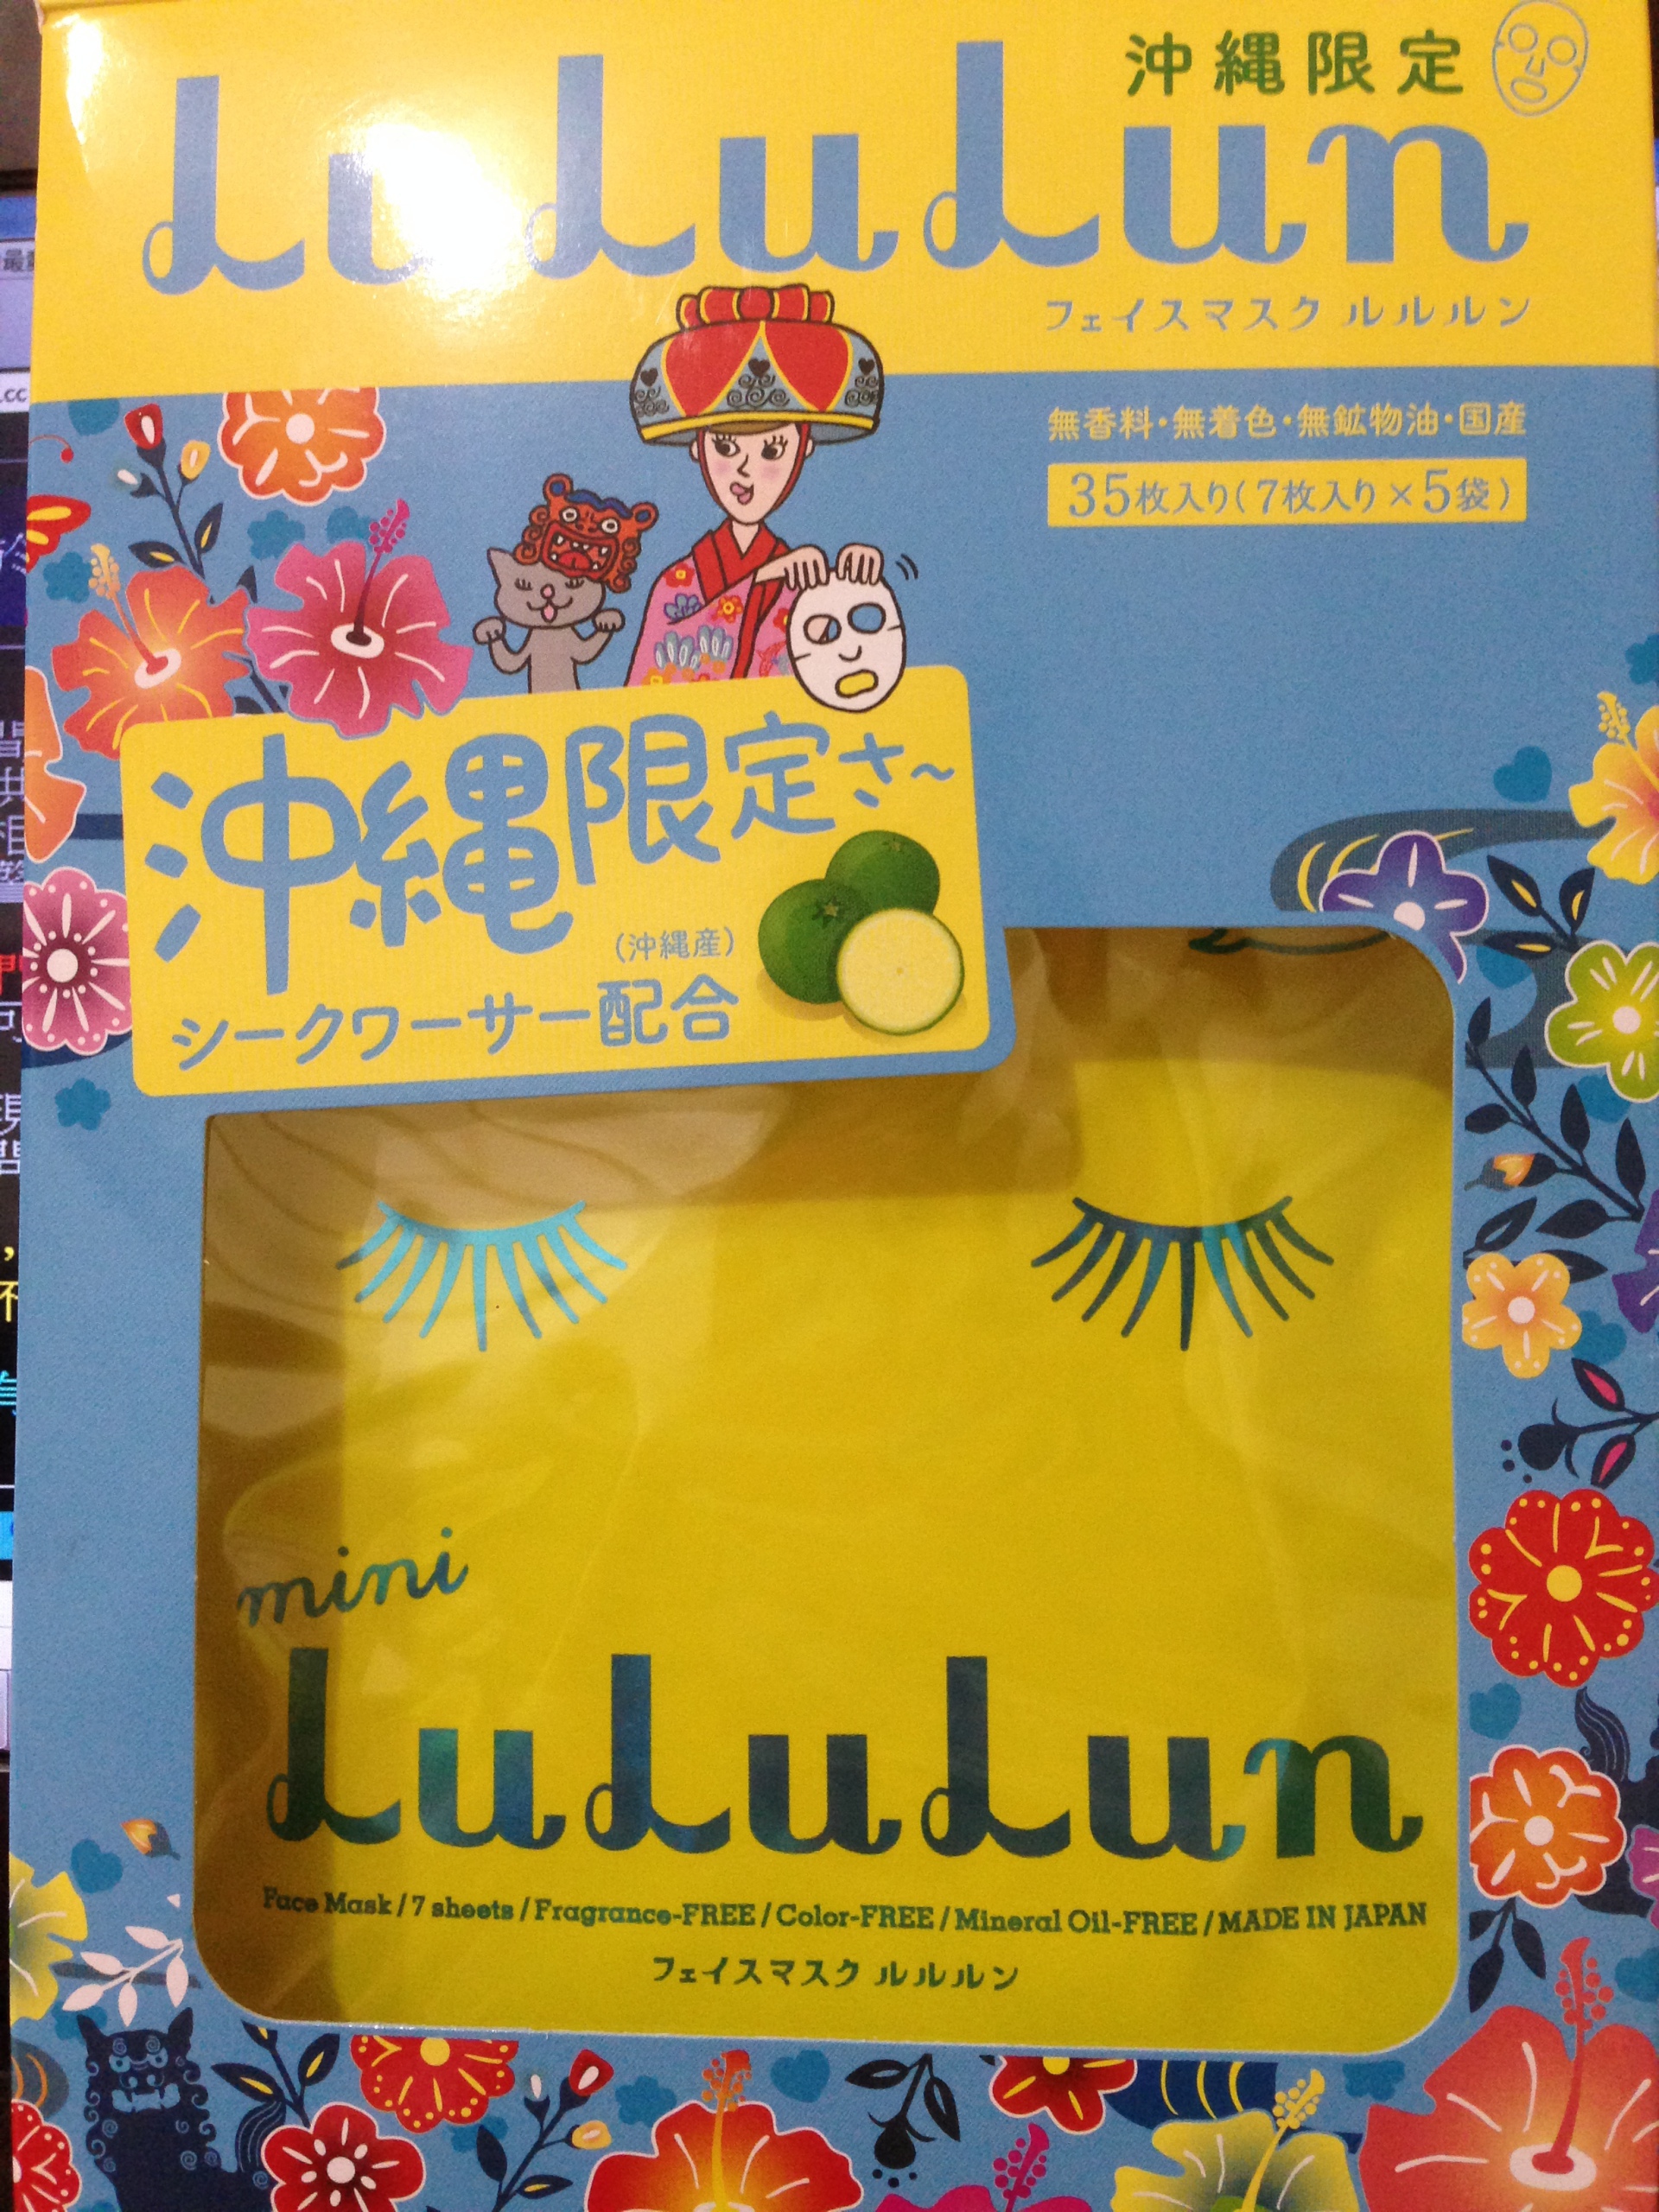 沖縄限定
LuLuLun
フェイスマスク ルルルン
無香料・無着色・無鉱物油・国産
35枚入り(7枚入り×5袋)
沖縄限定さ~
(沖縄産)
シークワーサー配合
mini
LuLuLun
Face Mask / 7 sheets / Fragrance-FREE / Color-FREE / Mineral Oil-FREE / MADE IN JAPAN
フェイスマスク ルルルン